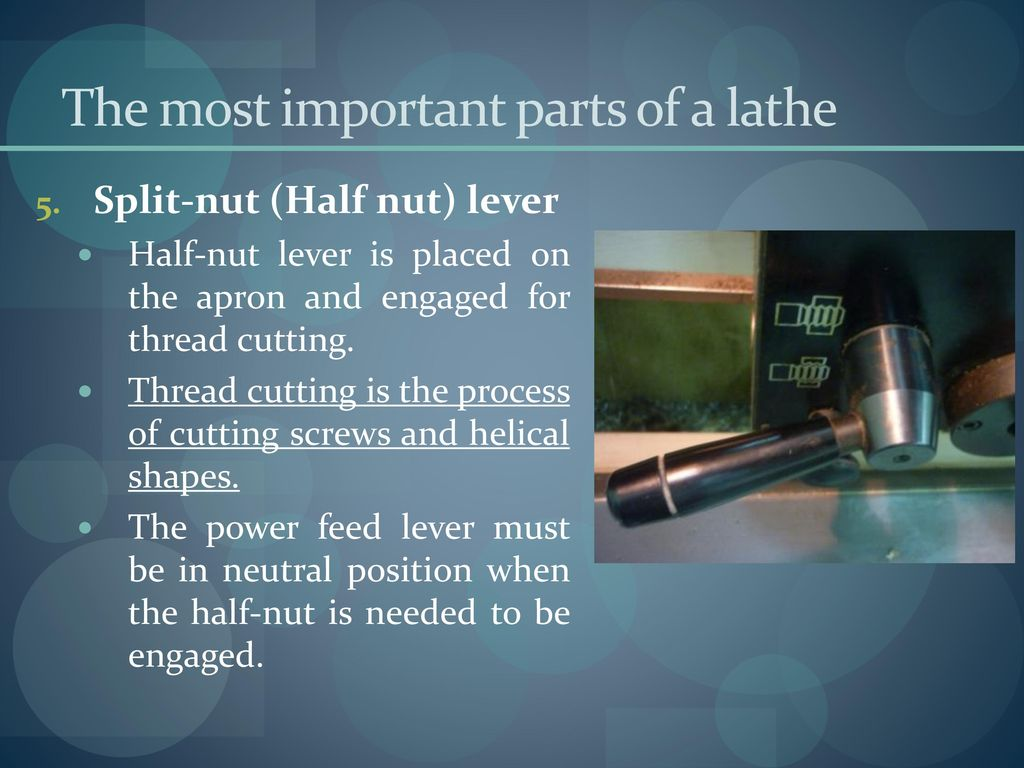 The most important parts of a lathe
5. Split-nut (Half nut) lever
• Half-nut lever is placed on
the apron and engaged for
thread cutting.
• Thread cutting is the process
of cutting screws and helical
shapes.
• The power feed lever must
be in neutral position when
the half-nut is needed to be
engaged.